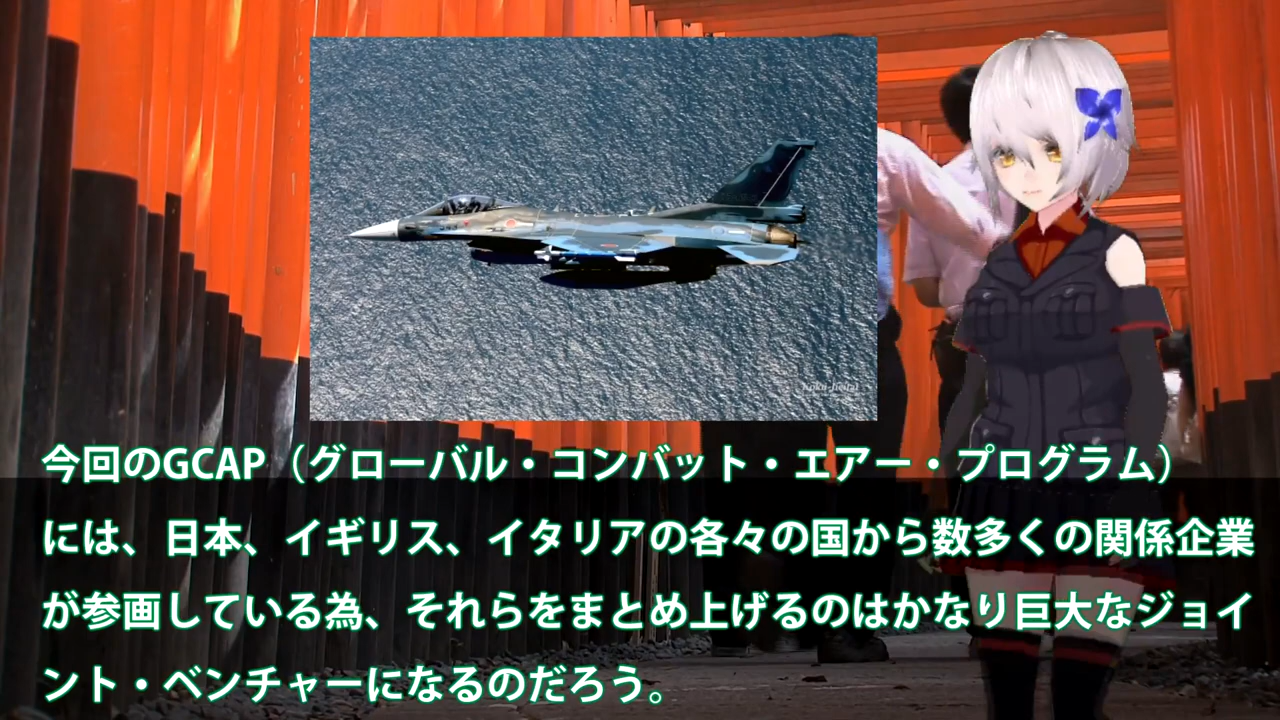 今回のGCAP（グローバル・コンバット・エアー・プログラム）
には、日本、イギリス、イタリアの各々の国から数多くの関係企業
が参画している為、それらをまとめ上げるのはかなり巨大なジョイ
ント・ベンチャーになるのだろう。